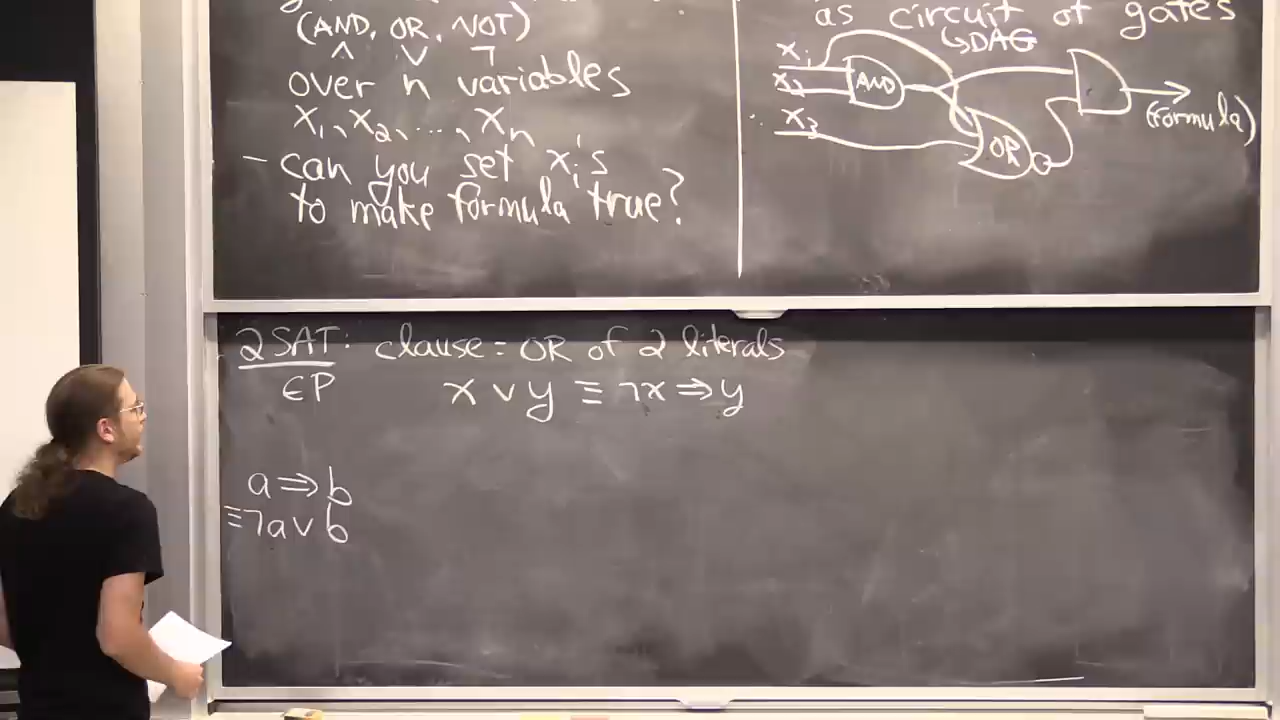 (AND, OR, NOT)
∧ ∨ ¬
over n variables
x₁, x₂, ..., xₙ
- can you set xᵢ's
to make formula true?
as circuit of gates
↳DAG
x₁
x₂
x₃
AND
OR
(formula)
2SAT: clause = OR of 2 literals
∈P x ∨ y ≡ ¬x ⇒ y
a ⇒ b
≡ ¬a ∨ b